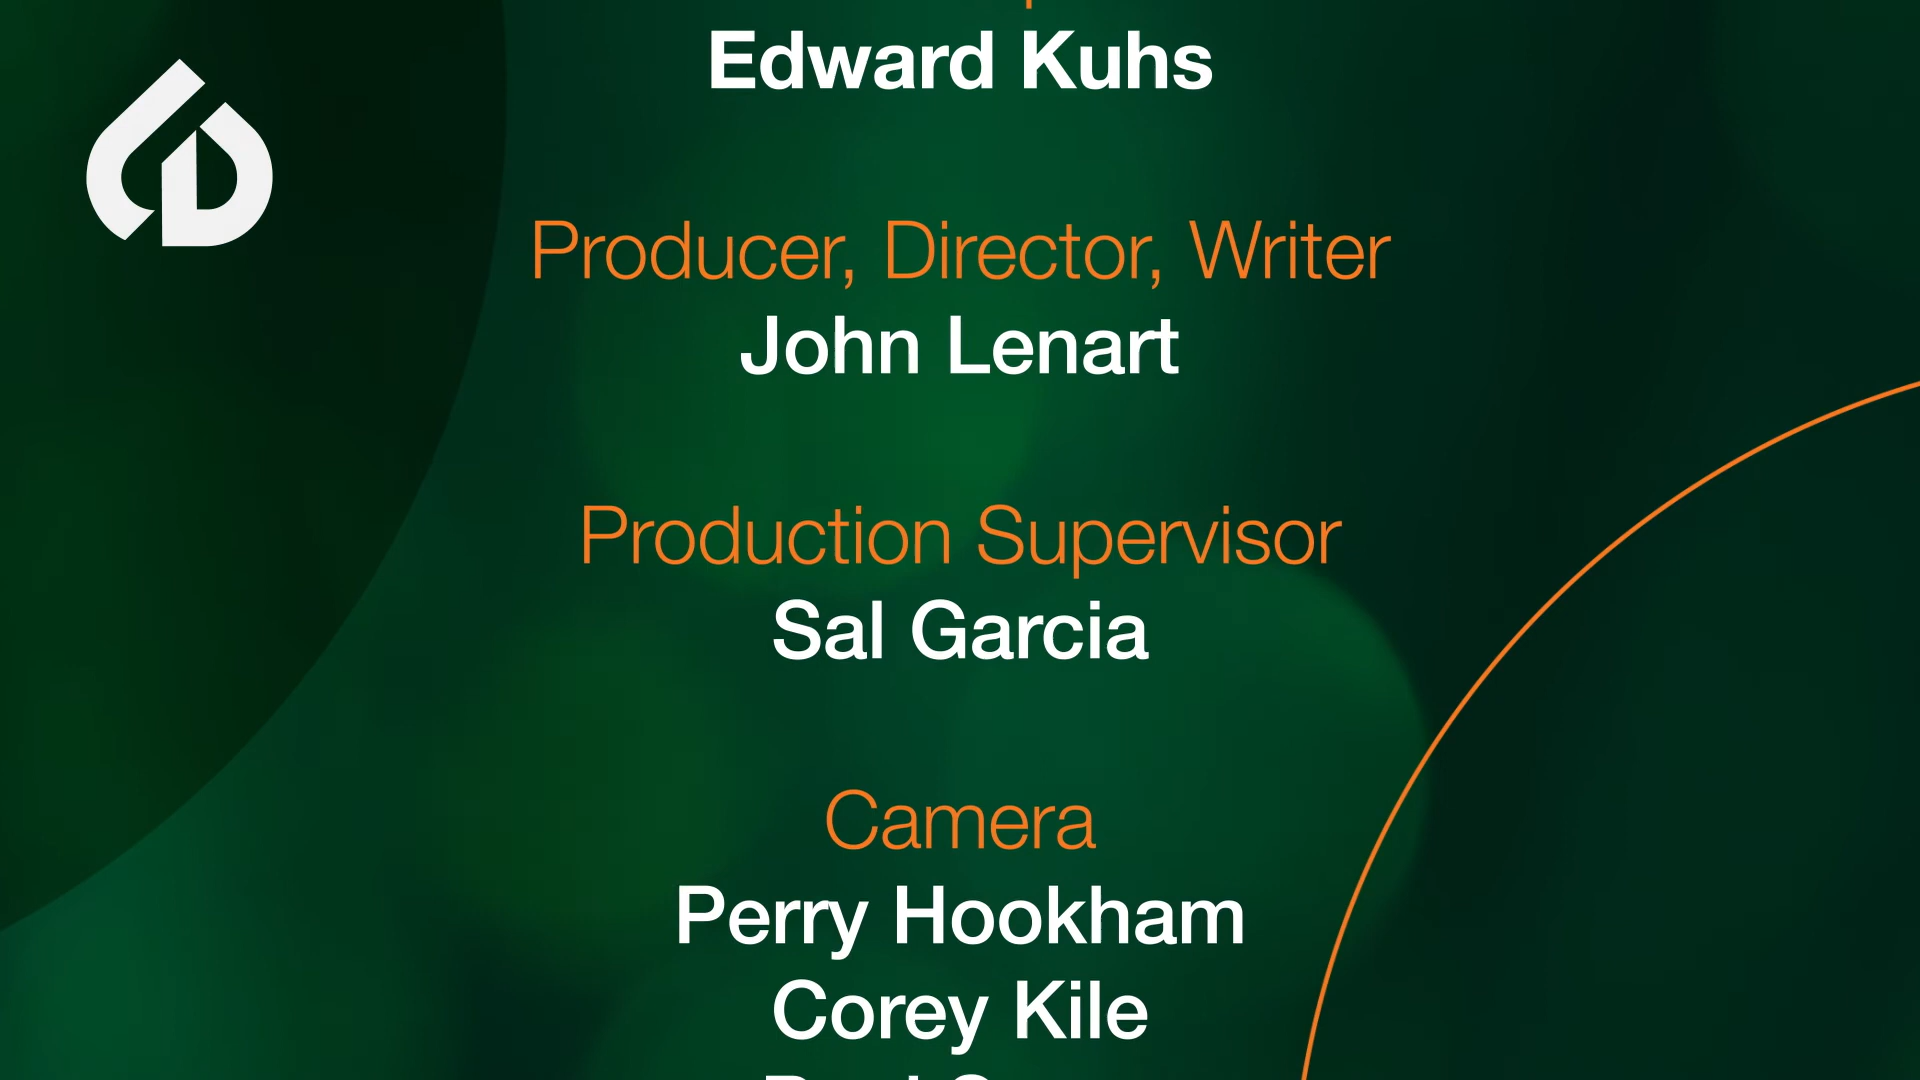 Edward Kuhs
Producer, Director, Writer
John Lenart
Production Supervisor
Sal Garcia
Camera
Perry Hookham
Corey Kile